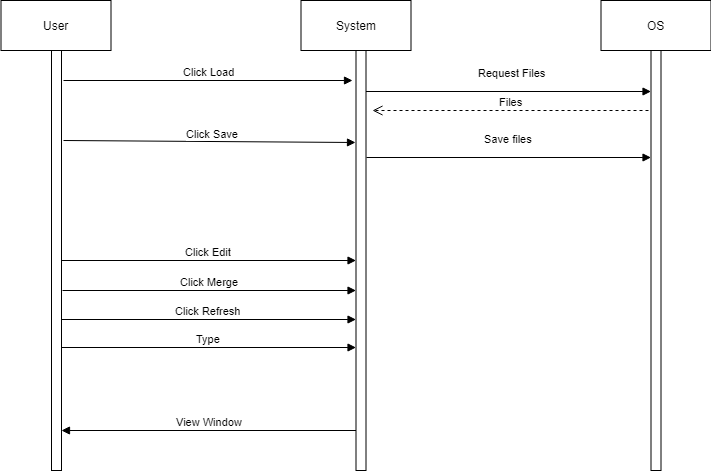 User
System
OS
Click Load
Request Files
Files
Click Save
Save files
Click Edit
Click Merge
Click Refresh
Type
View Window